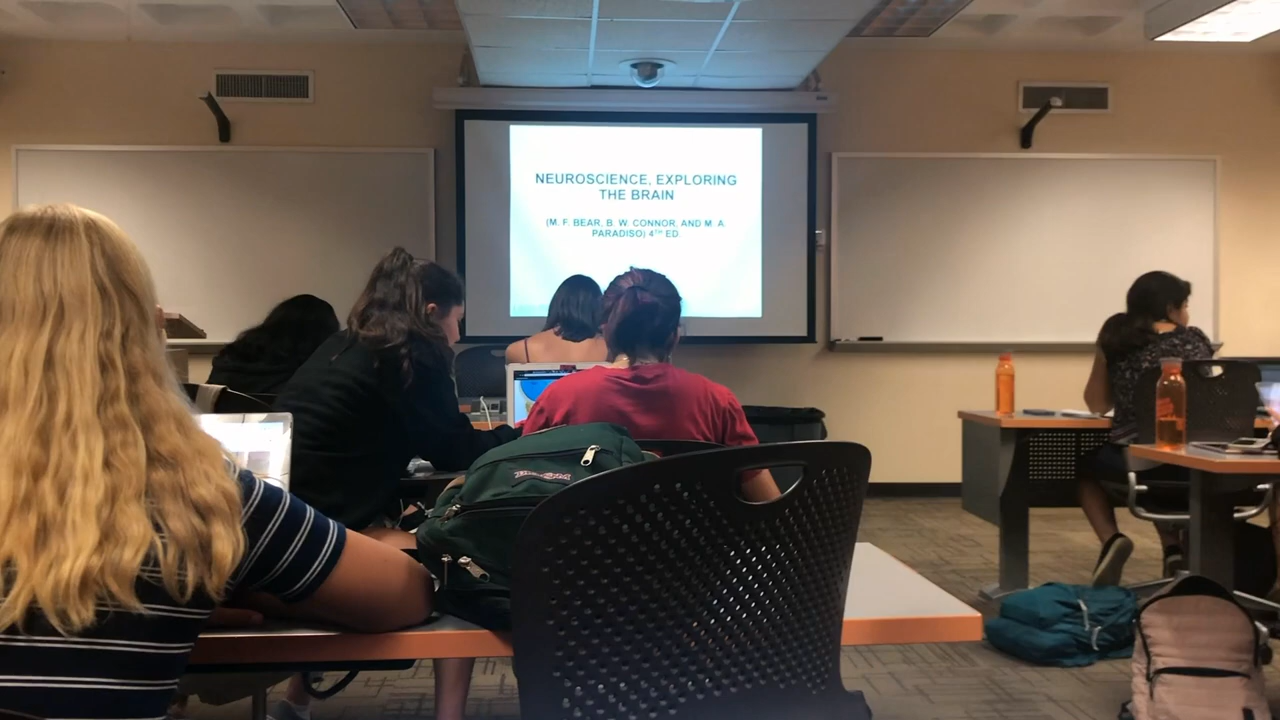 NEUROSCIENCE, EXPLORING
THE BRAIN
(M. F. BEAR, B. W. CONNOR, AND M. A.
PARADISO) 4TH ED.